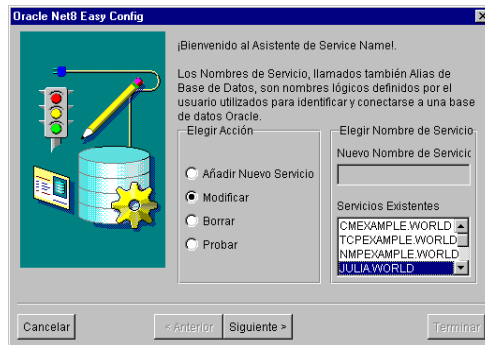 Oracle Net8 Easy Config
¡Bienvenido al Asistente de Service Name!.
Los Nombres de Servicio, llamados también Alias de
Base de Datos, son nombres lógicos definidos por el
usuario utilizados para identificar y conectarse a una base
de datos Oracle.
Elegir Acción
Añadir Nuevo Servicio
Modificar
Borrar
Probar
Elegir Nombre de Servicio
Nuevo Nombre de Servic
Servicios Existentes
CMEXAMPLE.WORLD
TCPEXAMPLE.WORLD
NMPEXAMPLE.WORLD
JULIA.WORLD
Cancelar
< Anterior
Siguiente >
Terminar